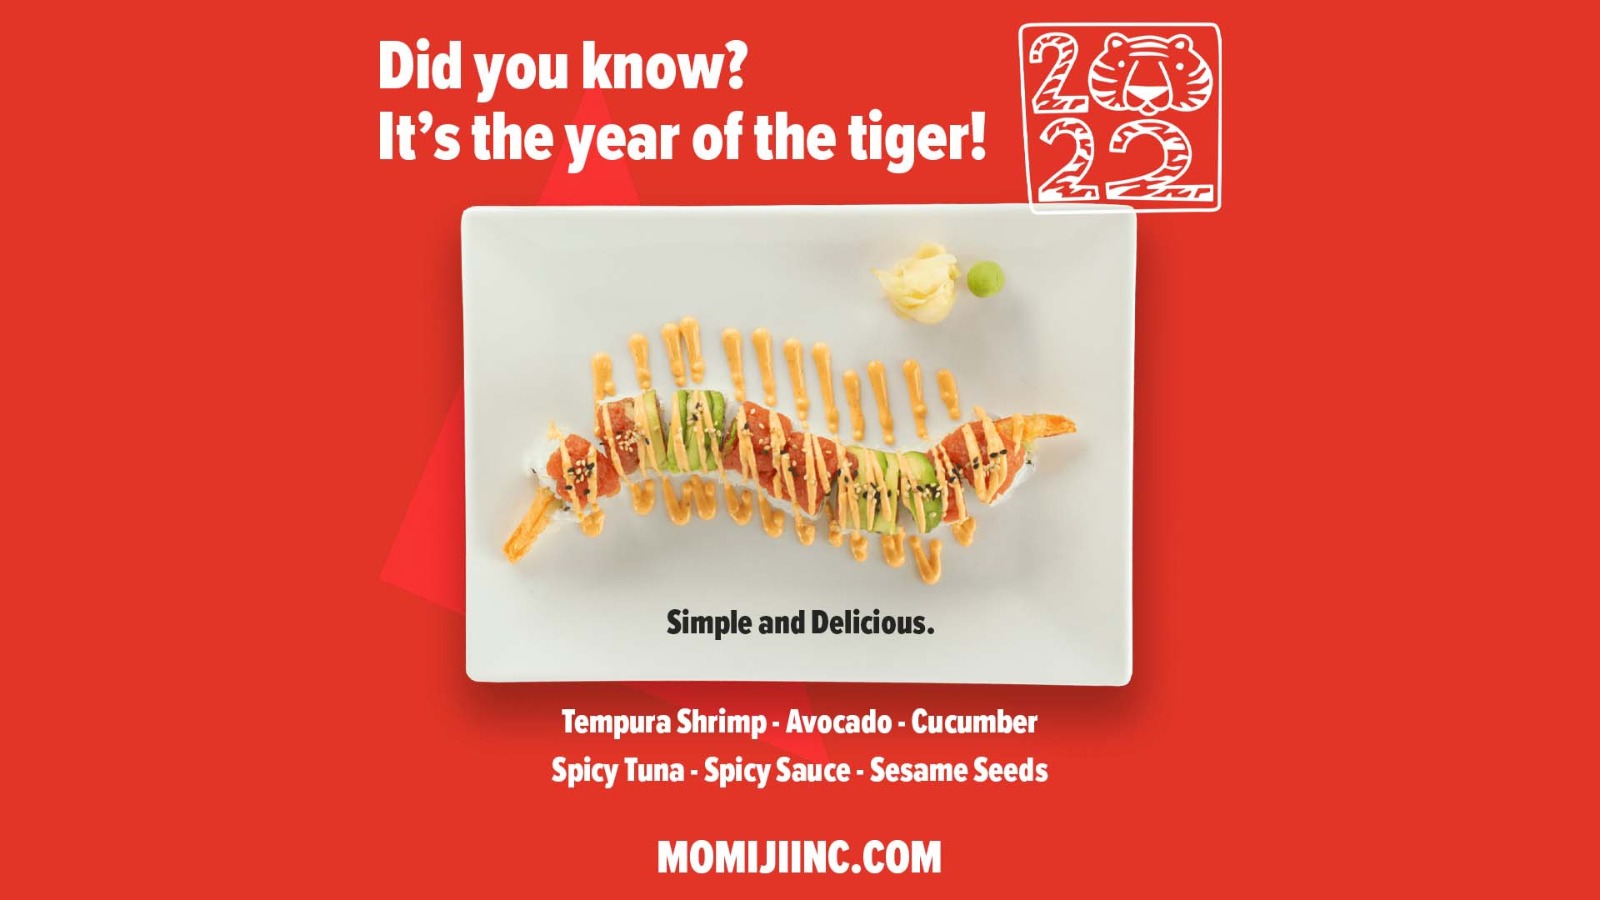 Did you know?
It's the year of the tiger!
2022
Simple and Delicious.
Tempura Shrimp - Avocado - Cucumber
Spicy Tuna - Spicy Sauce - Sesame Seeds
MOMIJIINC.COM